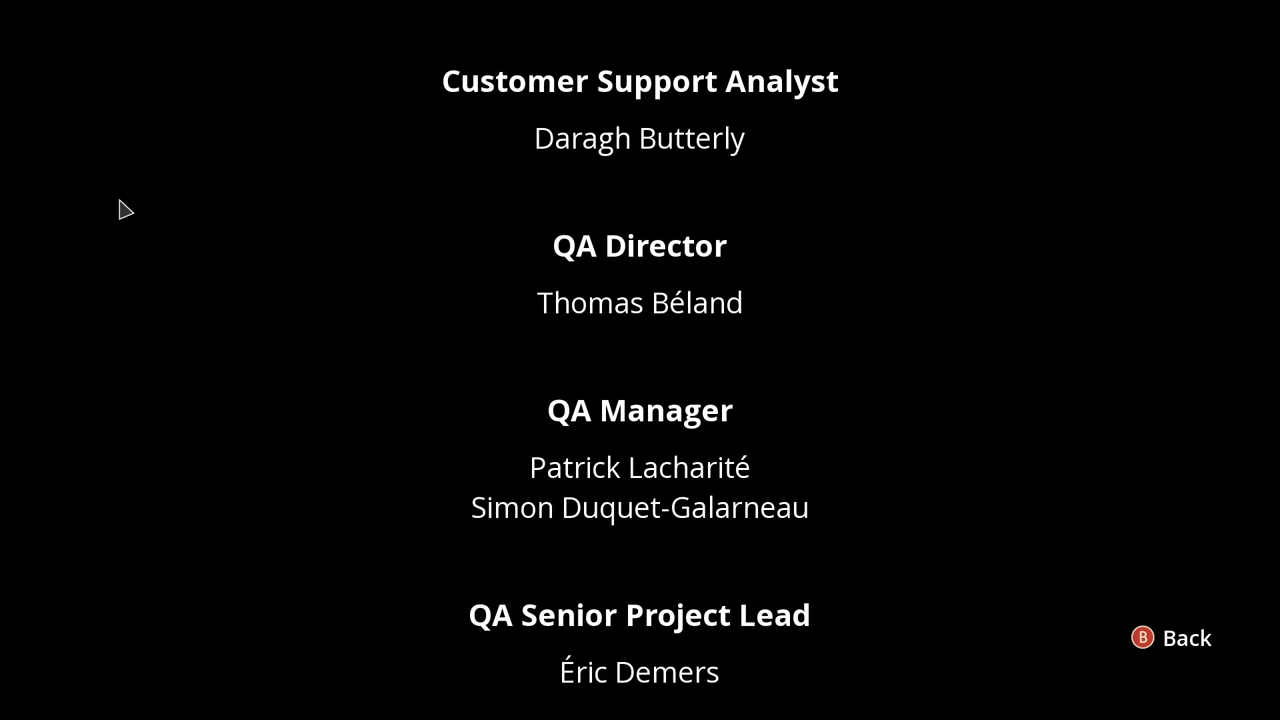 Customer Support Analyst
Daragh Butterly
QA Director
Thomas Béland
QA Manager
Patrick Lacharité
Simon Duquet-Galarneau
QA Senior Project Lead
Éric Demers
B Back